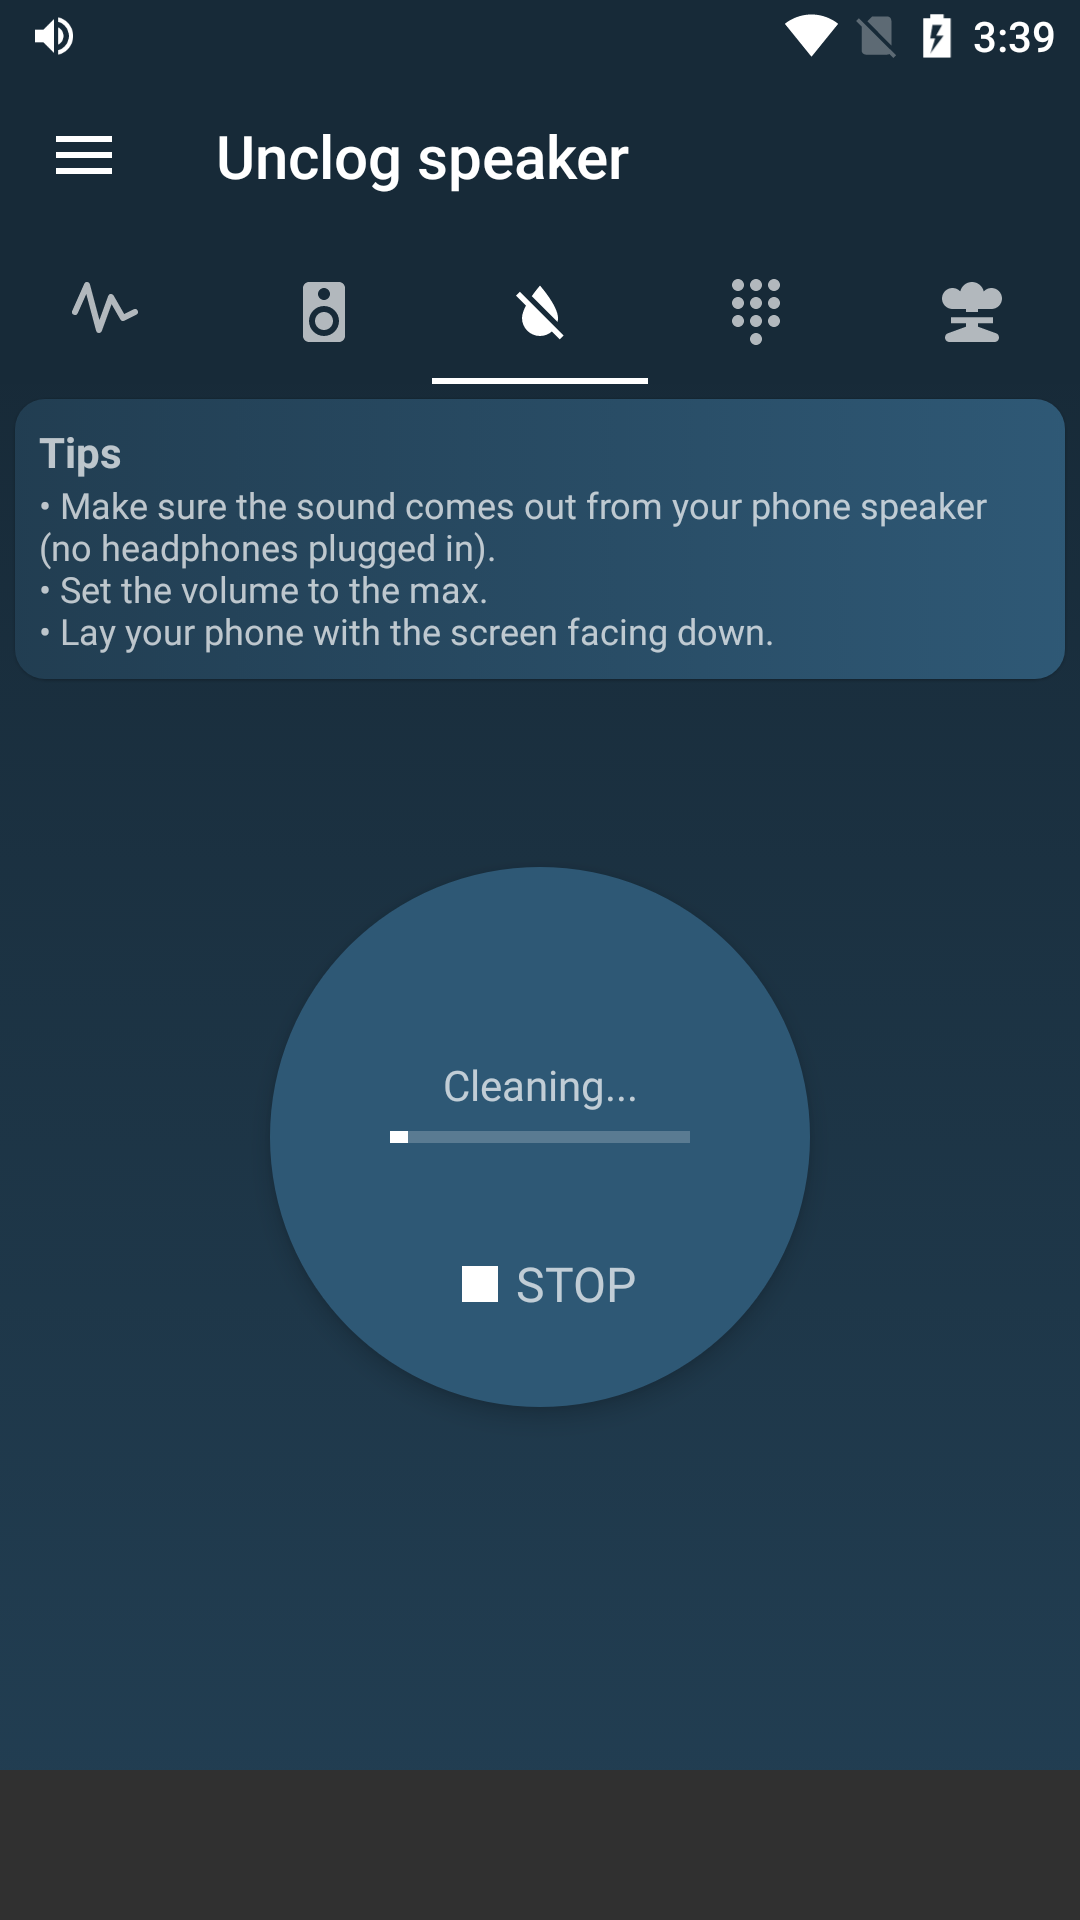 3:39
Unclog speaker
Tips
• Make sure the sound comes out from your phone speaker
(no headphones plugged in).
• Set the volume to the max.
• Lay your phone with the screen facing down.
Cleaning...
STOP